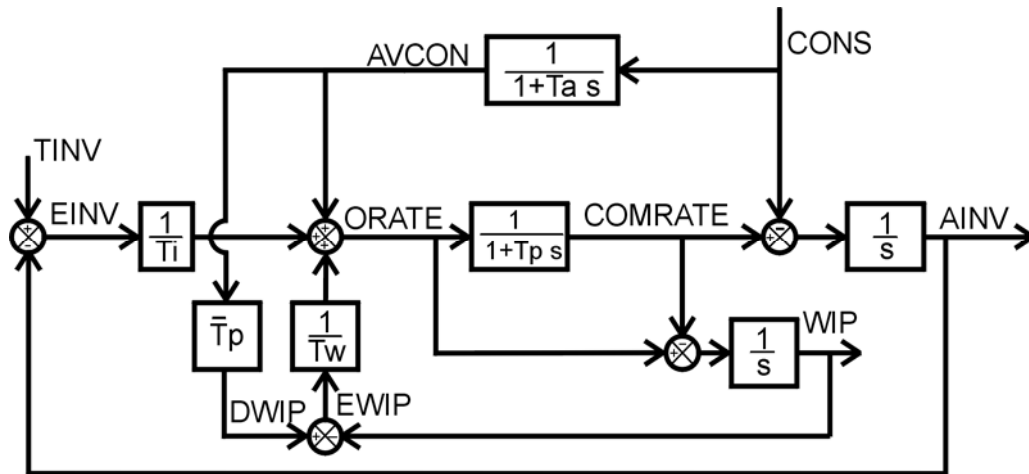 AVCON
1
1+Ta s
CONS
TINV
EINV
1
Ti
ORATE
1
1+Tp s
COMRATE
1
s
AINV
T̄p
1
Tw
1
s
WIP
DWIP
EWIP